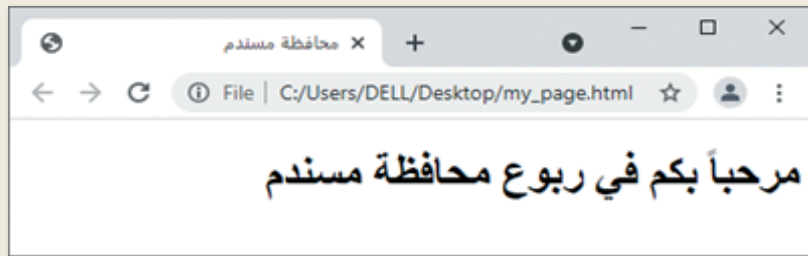 محافظة مسندم
File | C:/Users/DELL/Desktop/my_page.html
مرحباً بكم في ربوع محافظة مسندم